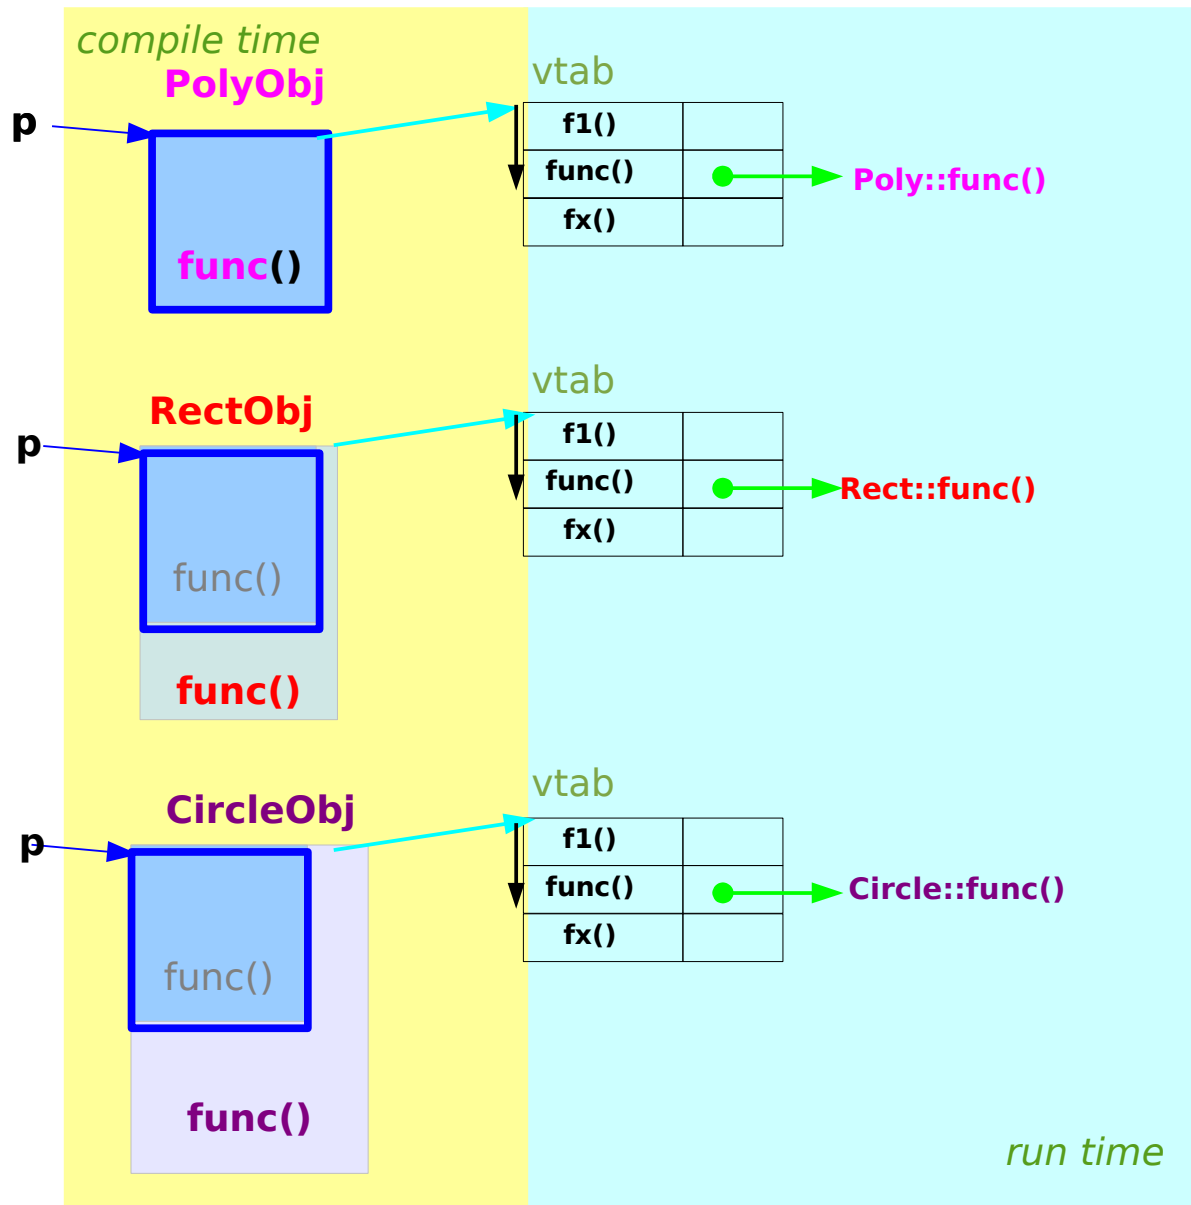 compile time
PolyObj
vtab
p
f1()
func()
Poly::func()
fx()
func()
vtab
RectObj
p
f1()
func()
Rect::func()
fx()
func()
func()
vtab
CircleObj
p
f1()
func()
Circle::func()
fx()
func()
func()
run time